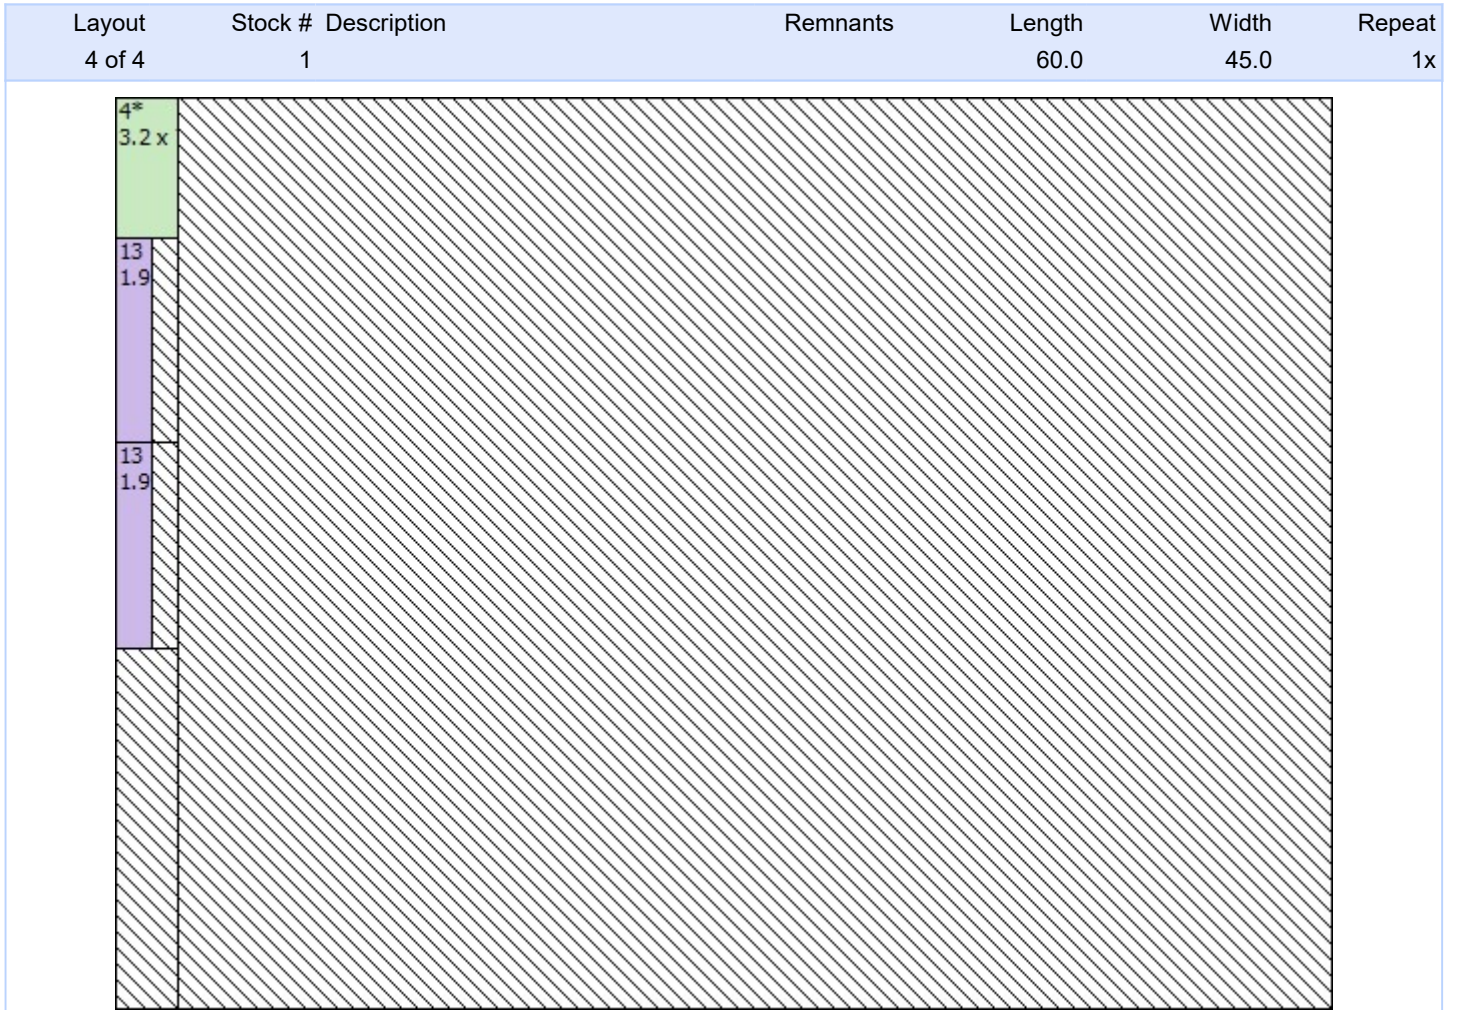 Layout Stock # Description Remnants Length Width Repeat
4 of 4 1 60.0 45.0 1x
4*
3.2 x
13
1.9
13
1.9